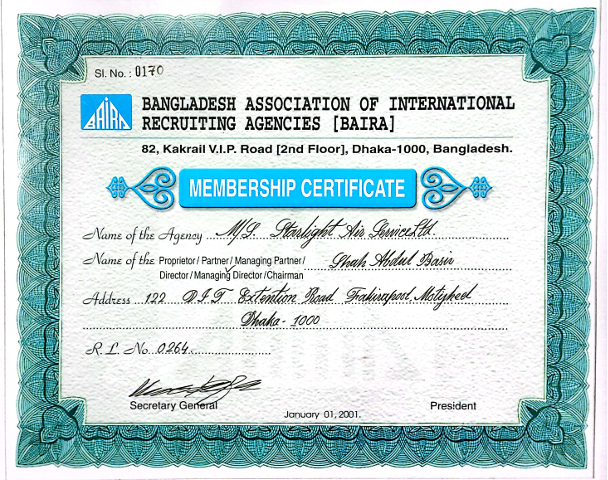 Sl. No. : 0170
BAIRA
BANGLADESH ASSOCIATION OF INTERNATIONAL
RECRUITING AGENCIES [BAIRA]
82, Kakrail V.I.P. Road [2nd Floor], Dhaka-1000, Bangladesh.
MEMBERSHIP CERTIFICATE
Name of the Agency M/S. Starlight Air Service Ltd.
Name of the Proprietor / Partner / Managing Partner / Shah Abdul Basir
Director / Managing Director / Chairman
Address 122 D I T Extention Road Fakirapool, Motijheel
Dhaka - 1000
R. L. No. 0264
Secretary General
President
January 01, 2001.